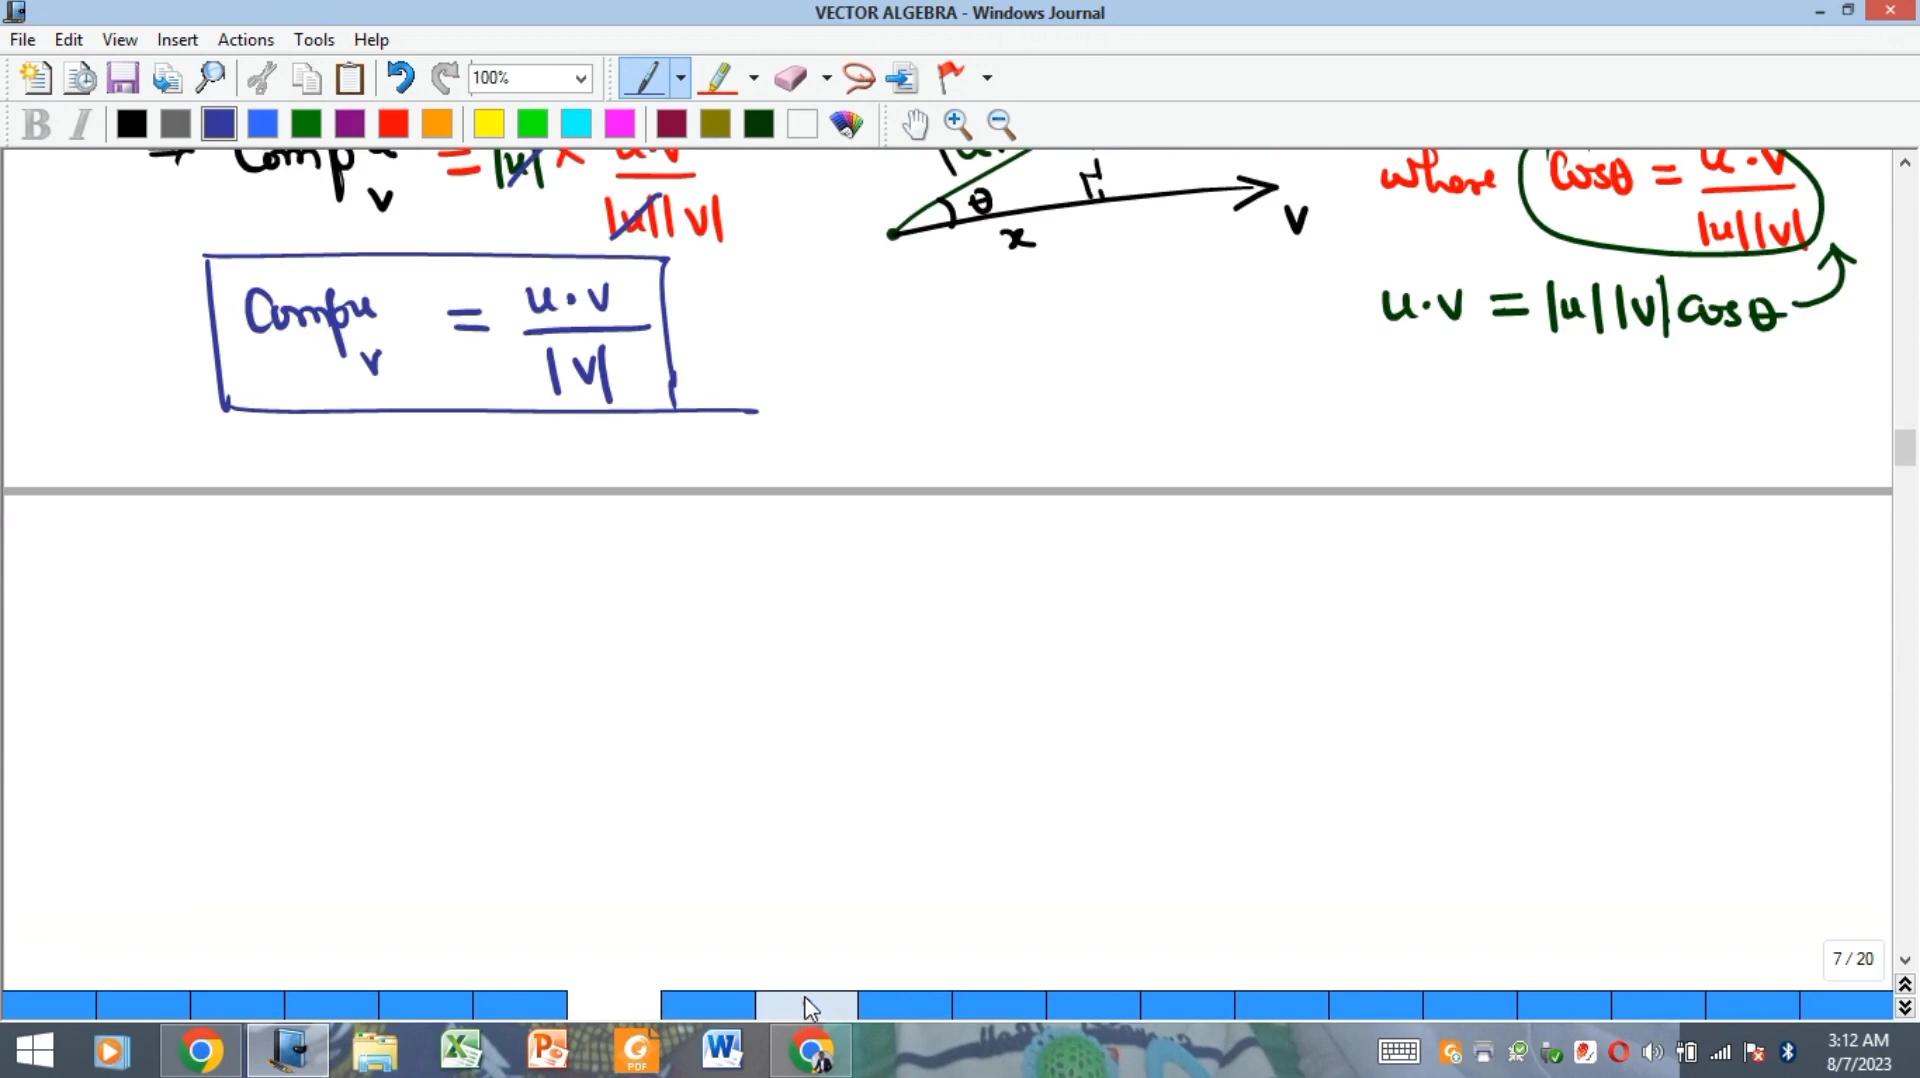 VECTOR ALGEBRA - Windows Journal
File Edit View Insert Actions Tools Help
100%
B I
Comp u = |u| × u·v
v |u||v|
θ
x
v
where cosθ = u·v
|u||v|
Comp u = u·v
v |v|
u·v = |u||v| cosθ
7 / 20
3:12 AM
8/7/2023